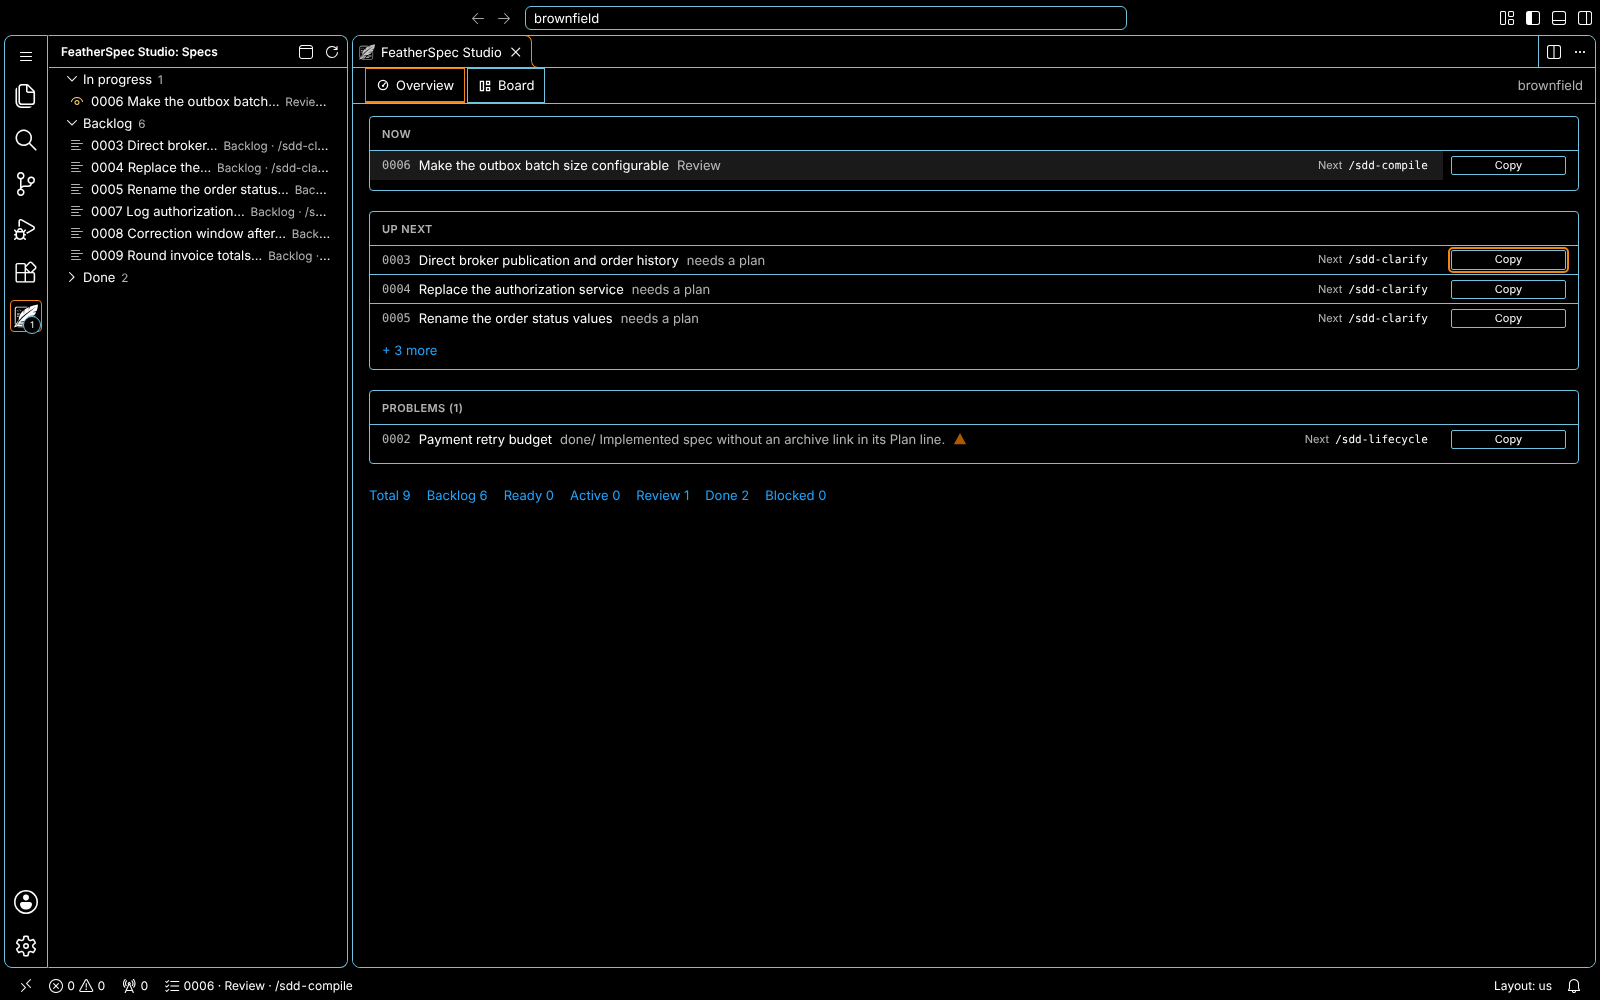 brownfield
FeatherSpec Studio: Specs
In progress 1
0006 Make the outbox batch... Revie...
Backlog 6
0003 Direct broker... Backlog · /sdd-cl...
0004 Replace the... Backlog · /sdd-cla...
0005 Rename the order status... Bac...
0007 Log authorization... Backlog · /s...
0008 Correction window after... Back...
0009 Round invoice totals... Backlog ·...
Done 2
1
FeatherSpec Studio
Overview
Board
brownfield
NOW
0006 Make the outbox batch size configurable Review Next /sdd-compile Copy
UP NEXT
0003 Direct broker publication and order history needs a plan Next /sdd-clarify Copy
0004 Replace the authorization service needs a plan Next /sdd-clarify Copy
0005 Rename the order status values needs a plan Next /sdd-clarify Copy
+ 3 more
PROBLEMS (1)
0002 Payment retry budget done/ Implemented spec without an archive link in its Plan line. Next /sdd-lifecycle Copy
Total 9 Backlog 6 Ready 0 Active 0 Review 1 Done 2 Blocked 0
0 0 0 0006 · Review · /sdd-compile Layout: us